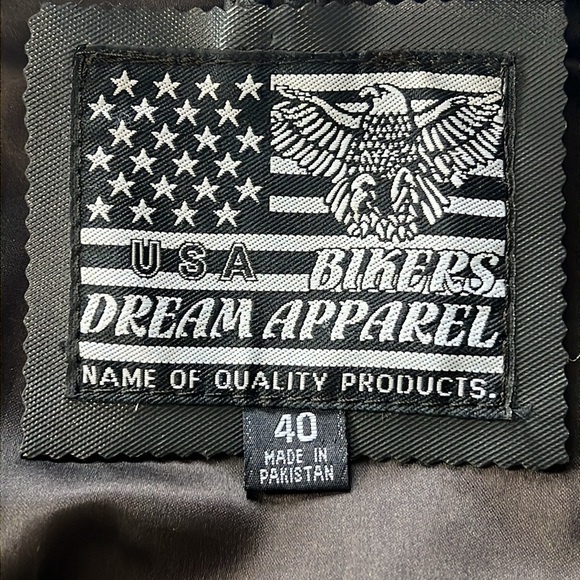 USA BIKERS
DREAM APPAREL
NAME OF QUALITY PRODUCTS.
40
MADE IN
PAKISTAN